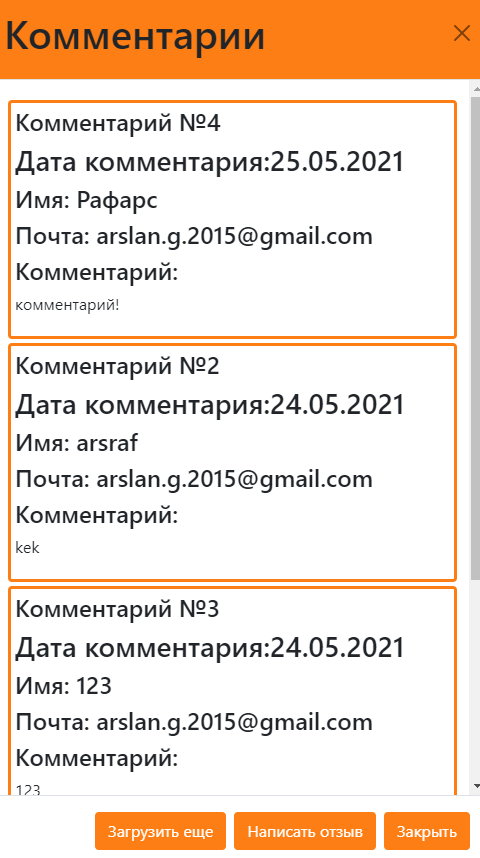 Комментарии
Комментарий №4
Дата комментария:25.05.2021
Имя: Рафарс
Почта: arslan.g.2015@gmail.com
Комментарий:
комментарий!
Комментарий №2
Дата комментария:24.05.2021
Имя: arsraf
Почта: arslan.g.2015@gmail.com
Комментарий:
kek
Комментарий №3
Дата комментария:24.05.2021
Имя: 123
Почта: arslan.g.2015@gmail.com
Комментарий:
123
Загрузить еще Написать отзыв Закрыть